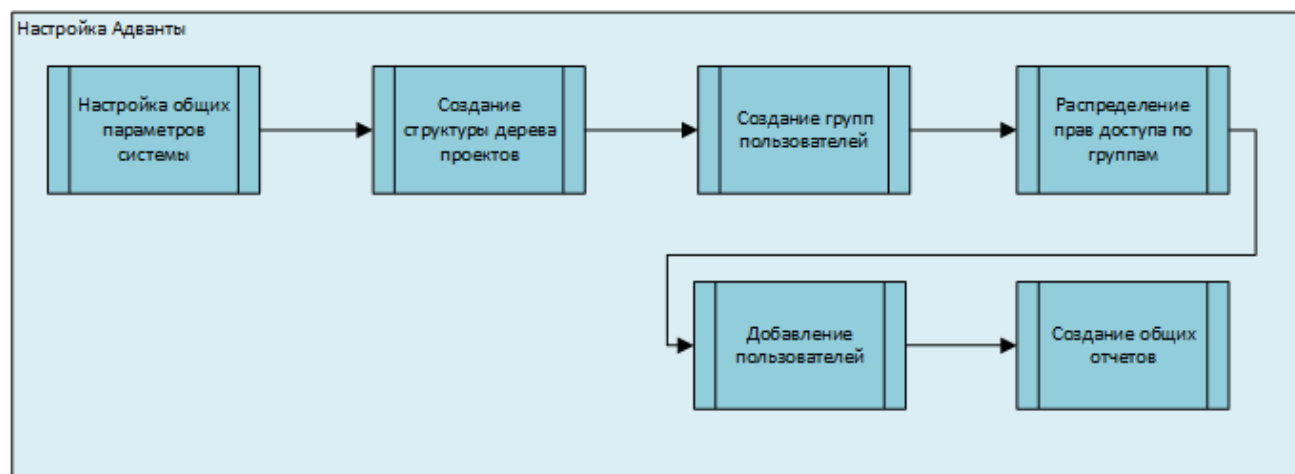 Настройка Адванты
Настройка общих
параметров
системы
Создание
структуры дерева
проектов
Создание групп
пользователей
Распределение
прав доступа по
группам
Добавление
пользователей
Создание общих
отчетов